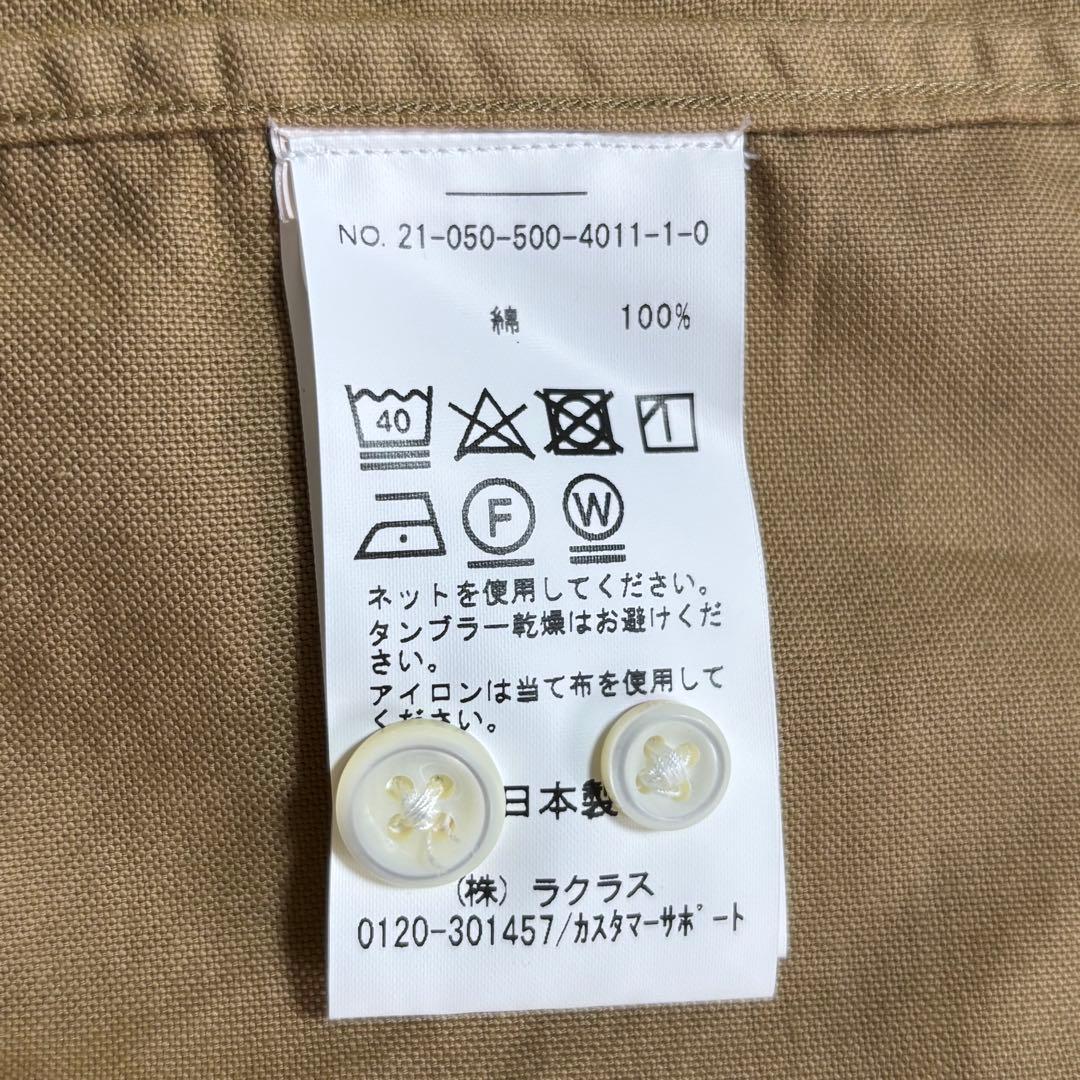 NO. 21-050-500-4011-1-0
綿 100%
40
F W
ネットを使用してください。
タンブラー乾燥はお避けくだ
さい。
アイロンは当て布を使用して
ください。
日本製
(株) ラクラス
0120-301457/カスタマーサポート